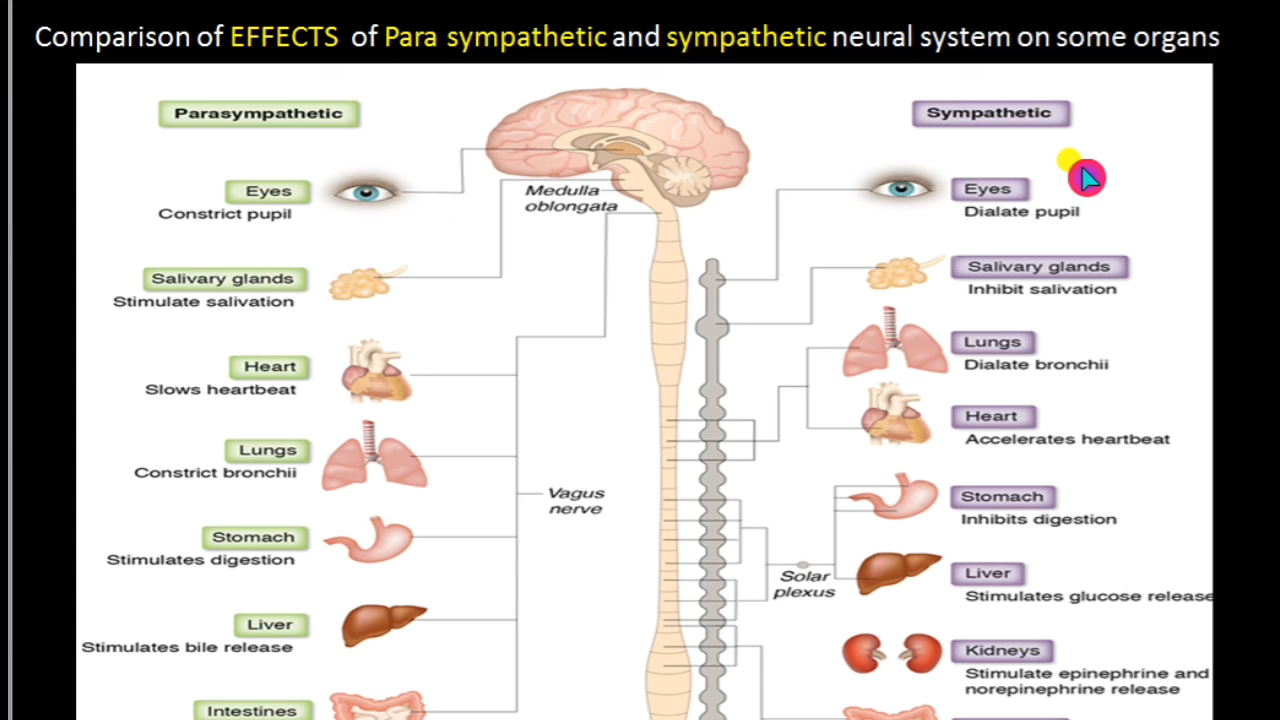 Comparison of EFFECTS of Para sympathetic and sympathetic neural system on some organs
Parasympathetic
Eyes
Constrict pupil
Salivary glands
Stimulate salivation
Heart
Slows heartbeat
Lungs
Constrict bronchii
Stomach
Stimulates digestion
Liver
Stimulates bile release
Intestines
Medulla
oblongata
Vagus
nerve
Solar
plexus
Sympathetic
Eyes
Dialate pupil
Salivary glands
Inhibit salivation
Lungs
Dialate bronchii
Heart
Accelerates heartbeat
Stomach
Inhibits digestion
Liver
Stimulates glucose release
Kidneys
Stimulate epinephrine and
norepinephrine release